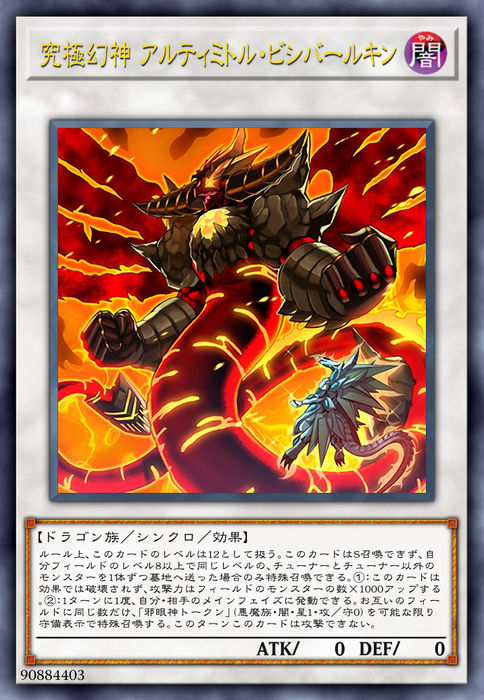 究極幻神 アルティミトル・ビシバールキン
やみ
闇
【ドラゴン族／シンクロ／効果】
ルール上、このカードのレベルは12として扱う。このカードはS召喚できず、自
分フィールドのレベル8以上で同じレベルの、チューナーとチューナー以外の
モンスターを1体ずつ墓地へ送った場合のみ特殊召喚できる。①:このカードは
効果では破壊されず、攻撃力はフィールドのモンスターの数×1000アップす
る。②:1ターンに1度、自分・相手のメインフェイズに発動できる。お互いのフィー
ルドに同じ数だけ、「邪眼神トークン」(悪魔族・闇・星1・攻/守0)を可能な限り
守備表示で特殊召喚する。このターンこのカードは攻撃できない。
ATK/ 0 DEF/ 0
90884403